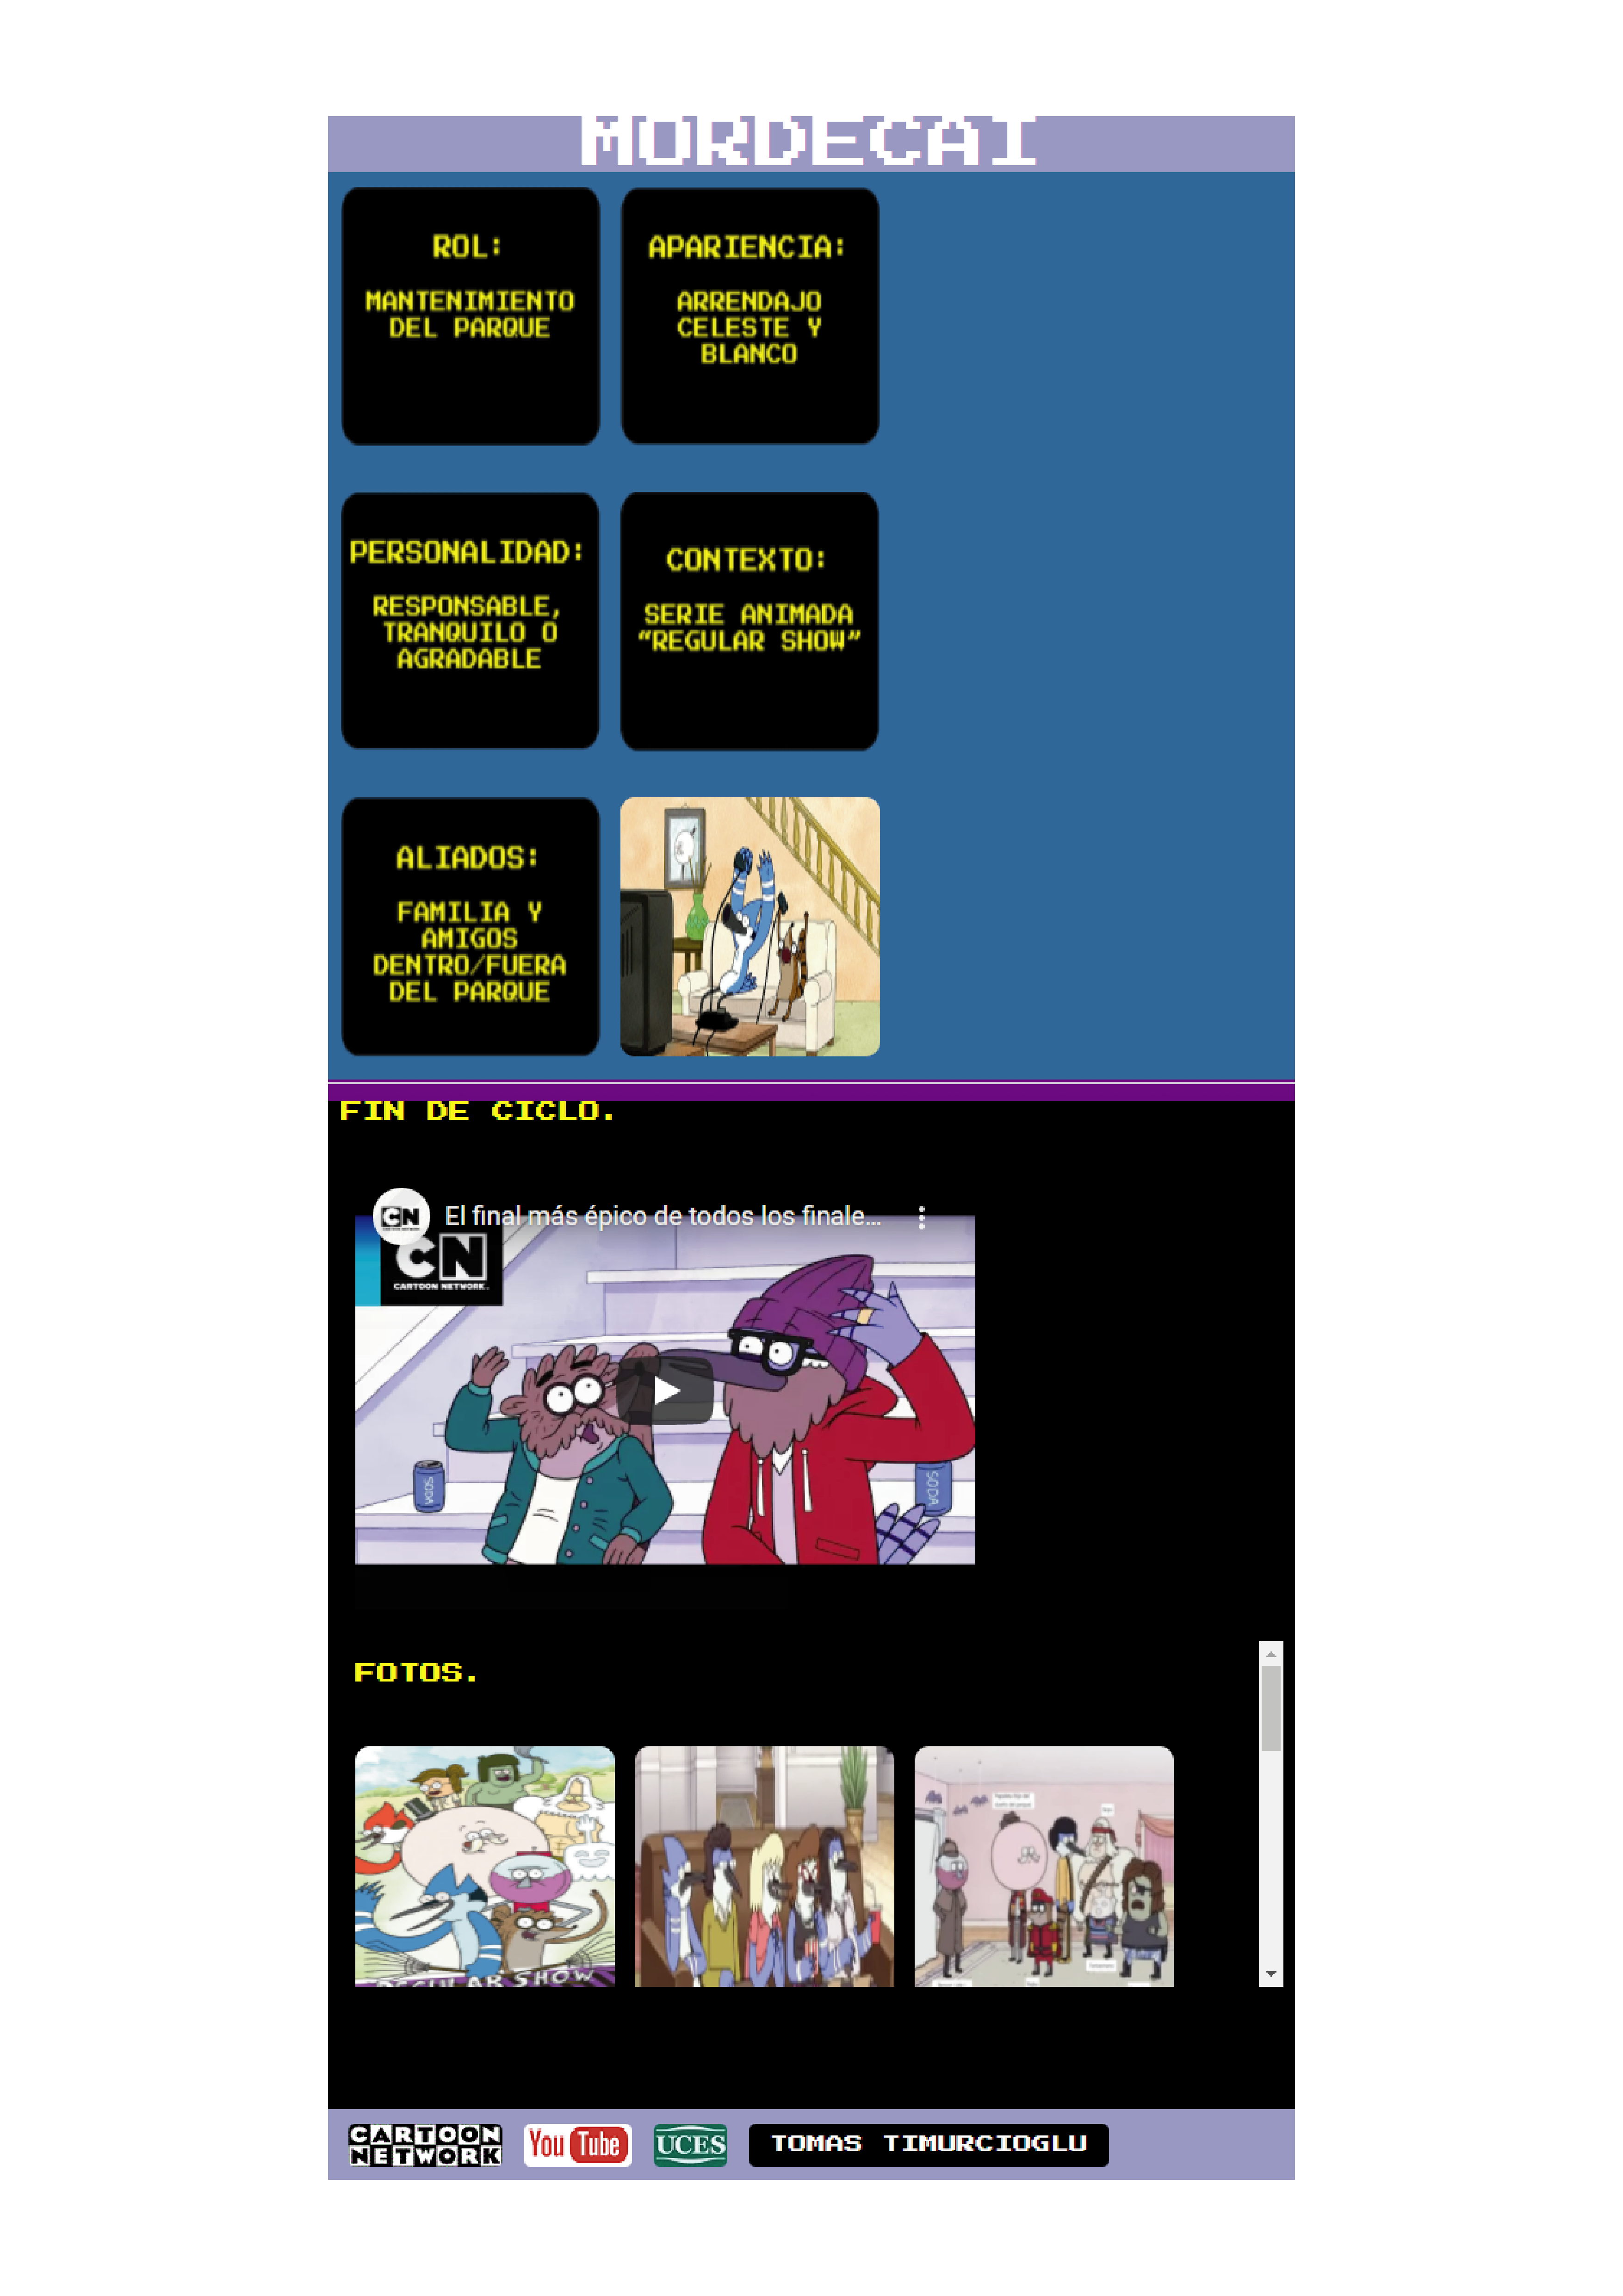 MORDECAI
ROL:
MANTENIMIENTO
DEL PARQUE
APARIENCIA:
ARRENDAJO
CELESTE Y
BLANCO
PERSONALIDAD:
RESPONSABLE,
TRANQUILO O
AGRADABLE
CONTEXTO:
SERIE ANIMADA
“REGULAR SHOW”
ALIADOS:
FAMILIA Y
AMIGOS
DENTRO/FUERA
DEL PARQUE
FIN DE CICLO.
CN
El final más épico de todos los finale...
CN
CARTOON NETWORK.
SODA
SODA
FOTOS.
REGULAR SHOW
CARTOON
NETWORK
YouTube
UCES
TOMAS TIMURCIOGLU